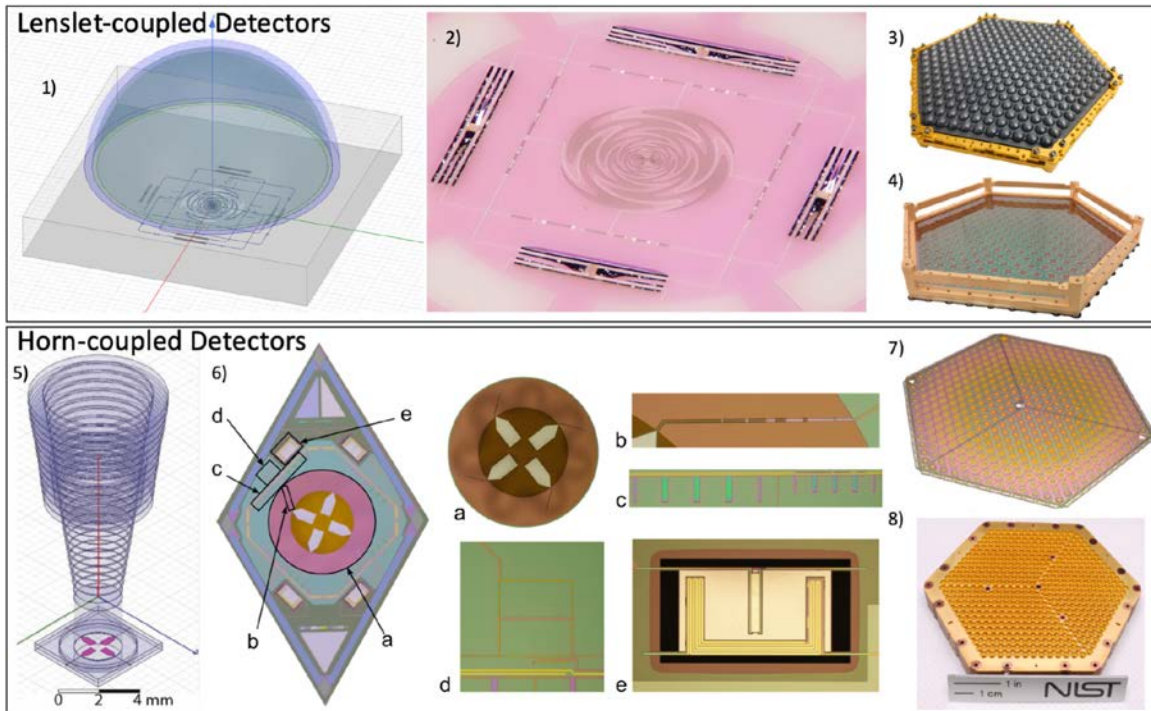 Lenslet-coupled Detectors
1)
2)
3)
4)
Horn-coupled Detectors
5)
6)
7)
8)
d
c
e
b
a
a
b
c
d
e
0 2 4 mm
1 in
1 cm
NIST